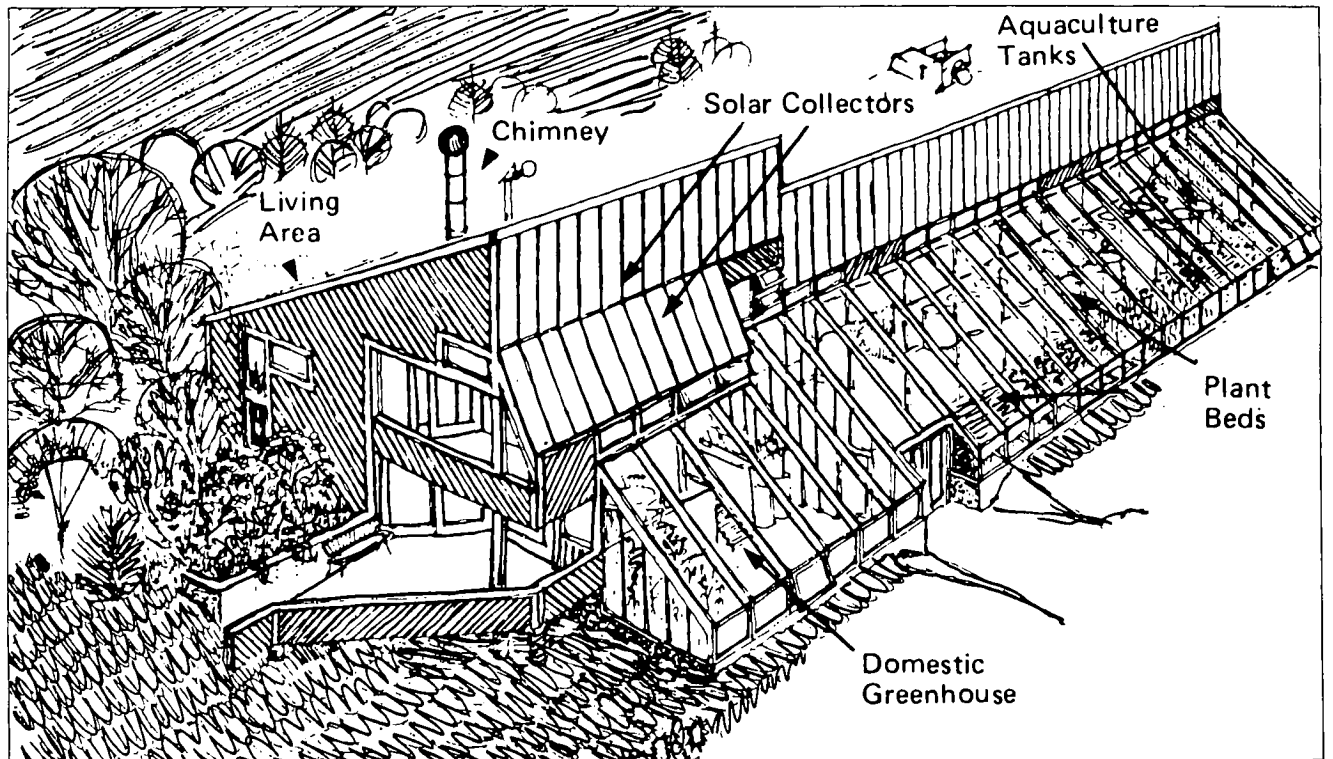 Aquaculture
Tanks
Solar Collectors
Chimney
Living
Area
Plant
Beds
Domestic
Greenhouse